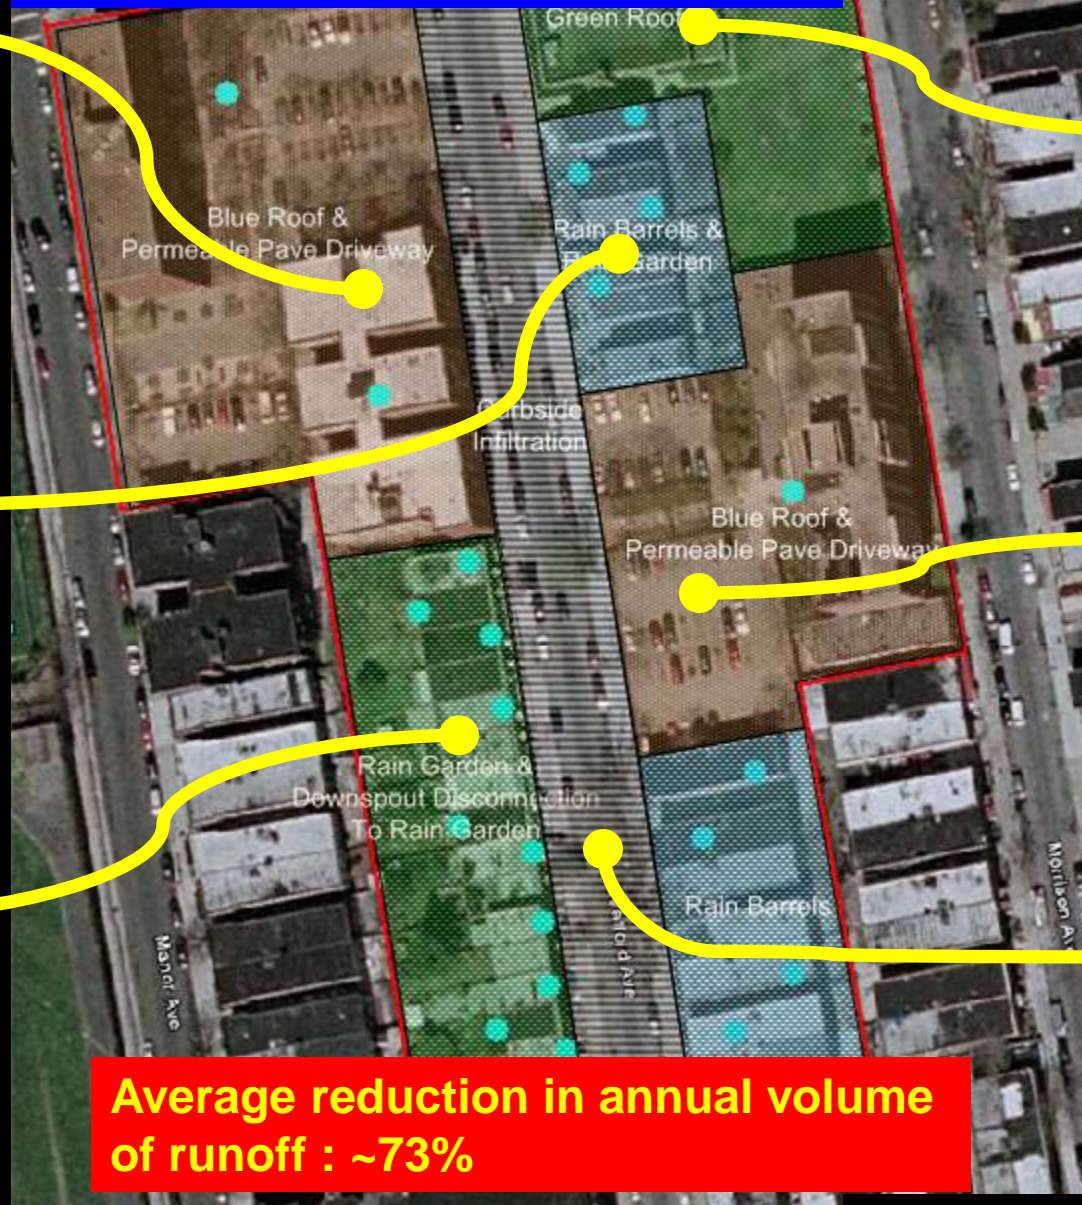 Green Roof
Blue Roof &
Permeable Pave Driveway
Rain Barrels &
Rain Garden
Curbside
Infiltration
Blue Roof &
Permeable Pave Driveway
Rain Garden &
Downspout Disconnection
To Rain Garden
Rain Barrels
Manor Ave
Ave
Morrison Av
Average reduction in annual volume
of runoff : ~73%